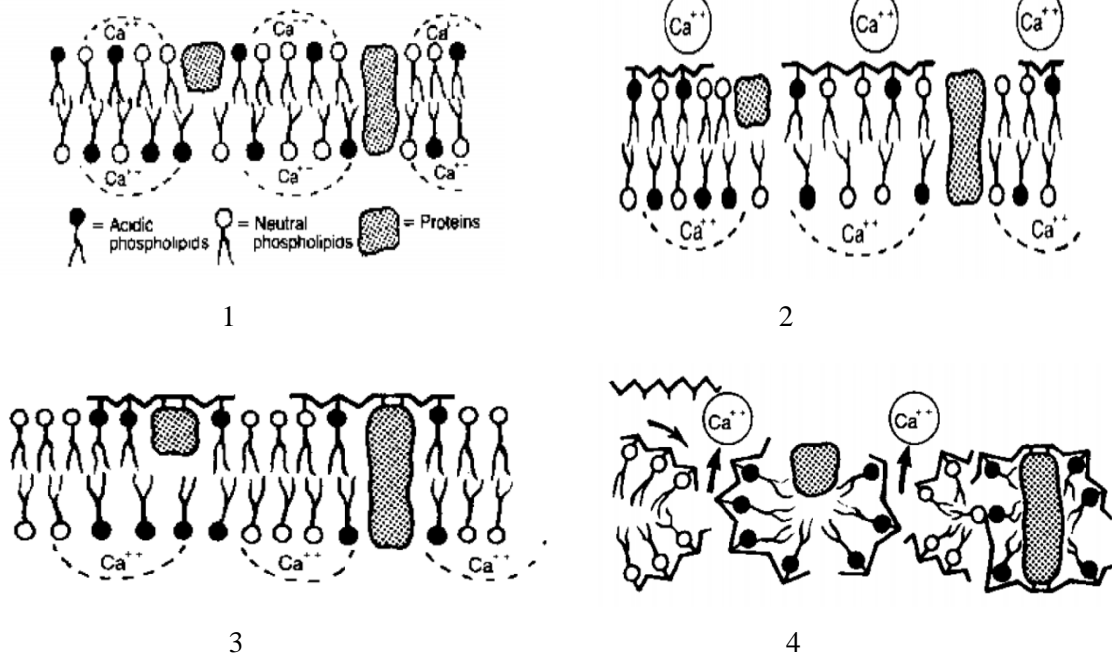 Ca++ Ca++ Ca++
Ca++ Ca++ Ca++
= Acidic phospholipids
= Neutral phospholipids
= Proteins
1
Ca++ Ca++ Ca++
Ca++ Ca++ Ca++
2
Ca++ Ca++ Ca++
3
Ca++ Ca++
4